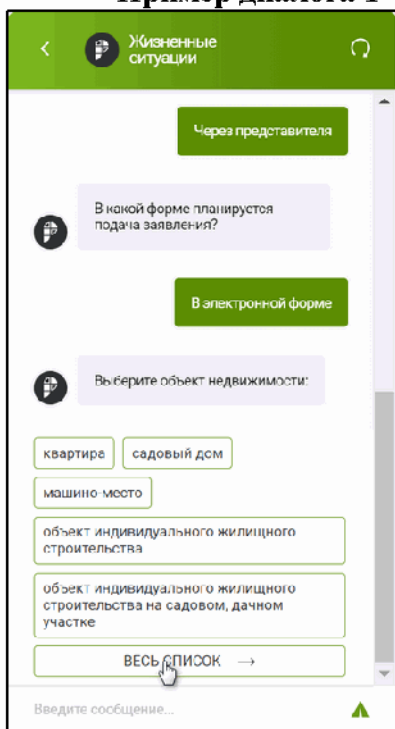 Пример диалога 1
Жизненные
ситуации
Через представителя
В какой форме планируется
подача заявления?
В электронной форме
Выберите объект недвижимости:
квартира
садовый дом
машино-место
объект индивидуального жилищного
строительства
объект индивидуального жилищного
строительства на садовом, дачном
участке
ВЕСЬ СПИСОК →
Введите сообщение...